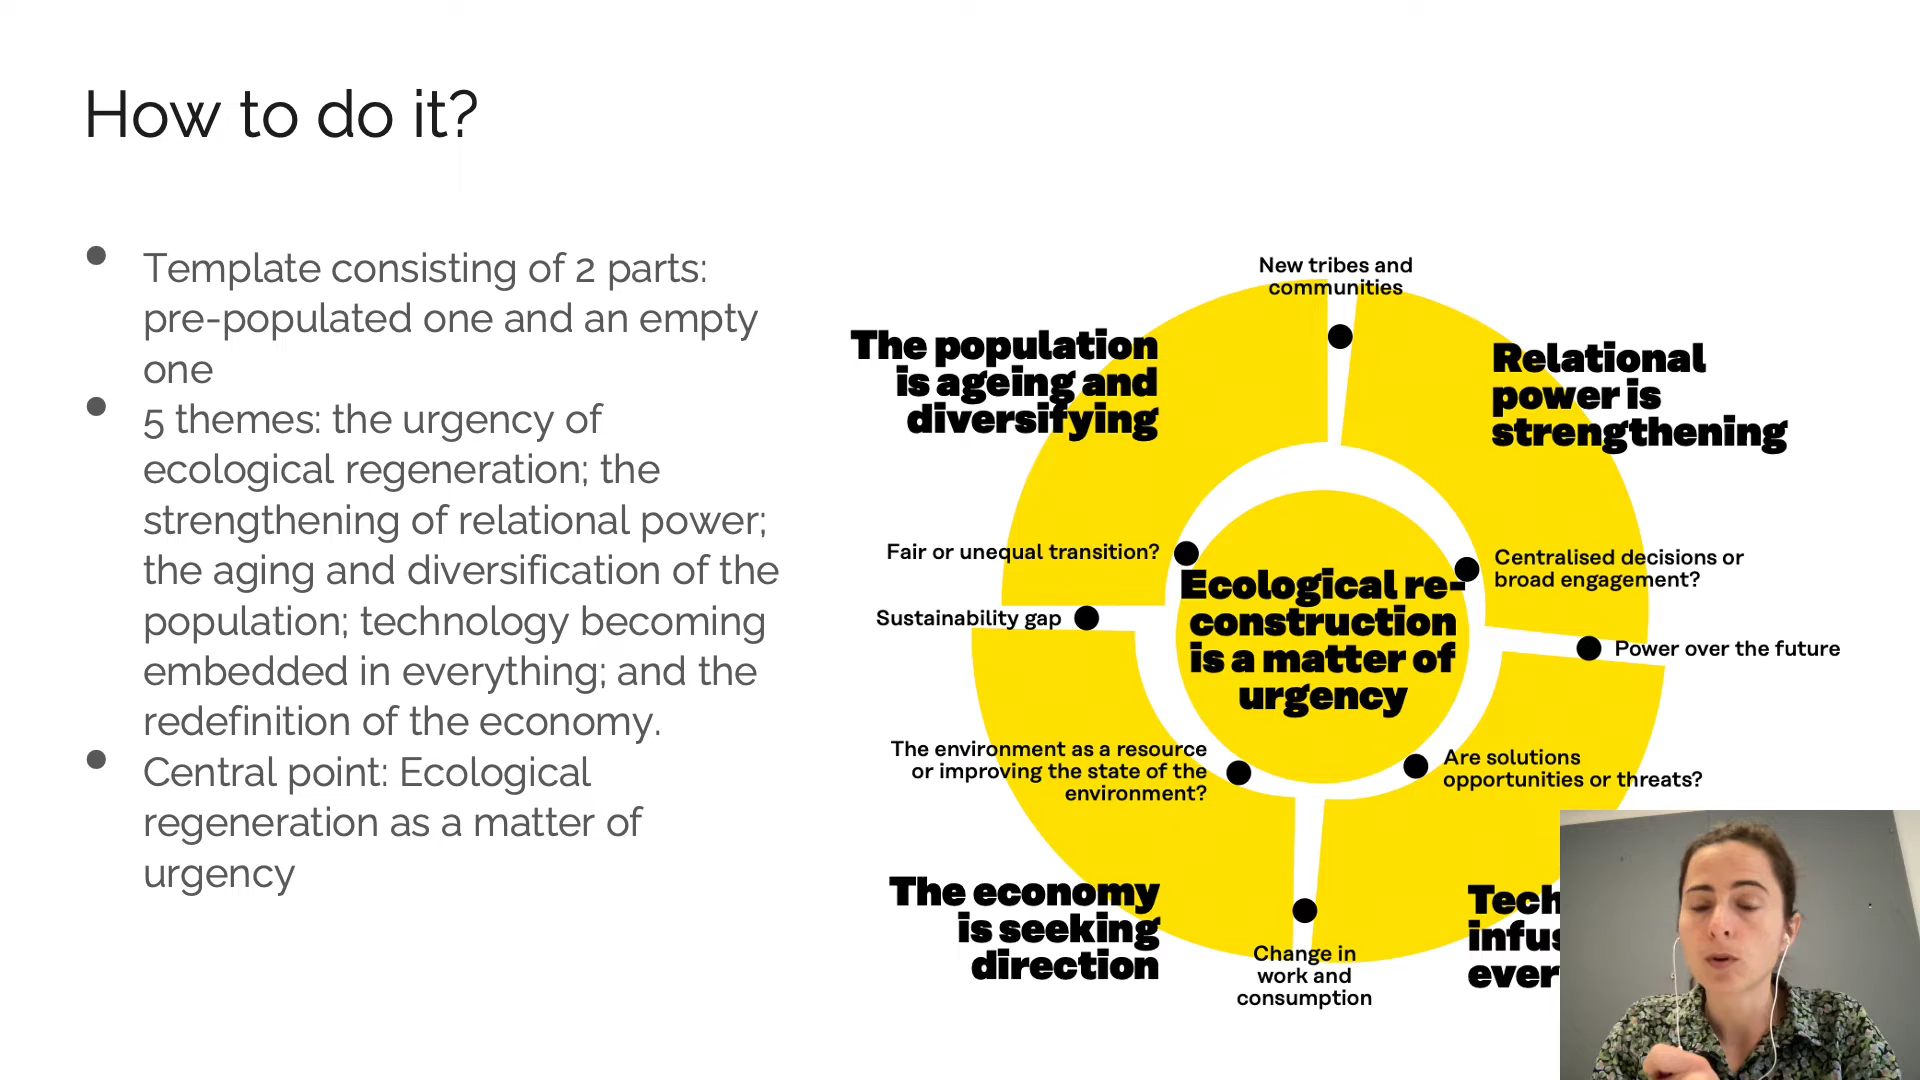 How to do it?
Template consisting of 2 parts:
pre-populated one and an empty
one
5 themes: the urgency of
ecological regeneration; the
strengthening of relational power;
the aging and diversification of the
population; technology becoming
embedded in everything; and the
redefinition of the economy.
Central point: Ecological
regeneration as a matter of
urgency
New tribes and
communities
The population
is ageing and
diversifying
Relational
power is
strengthening
Fair or unequal transition?
Centralised decisions or
broad engagement?
Sustainability gap
Ecological re-
construction
is a matter of
urgency
Power over the future
The environment as a resource
or improving the state of the
environment?
Are solutions
opportunities or threats?
The economy
is seeking
direction
Change in
work and
consumption